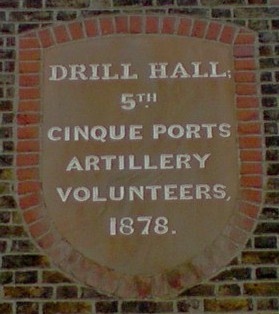 DRILL HALL;
5TH
CINQUE PORTS
ARTILLERY
VOLUNTEERS,
1878.